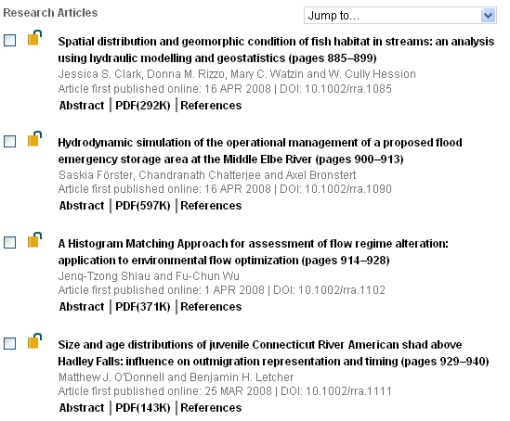 Research Articles
Jump to...
Spatial distribution and geomorphic condition of fish habitat in streams: an analysis
using hydraulic modelling and geostatistics (pages 885–899)
Jessica S. Clark, Donna M. Rizzo, Mary C. Watzin and W. Cully Hession
Article first published online: 16 APR 2008 | DOI: 10.1002/rra.1085
Abstract | PDF(292K) | References
Hydrodynamic simulation of the operational management of a proposed flood
emergency storage area at the Middle Elbe River (pages 900–913)
Saskia Förster, Chandranath Chatterjee and Axel Bronstert
Article first published online: 16 APR 2008 | DOI: 10.1002/rra.1090
Abstract | PDF(597K) | References
A Histogram Matching Approach for assessment of flow regime alteration:
application to environmental flow optimization (pages 914–928)
Jenq-Tzong Shiau and Fu-Chun Wu
Article first published online: 1 APR 2008 | DOI: 10.1002/rra.1102
Abstract | PDF(371K) | References
Size and age distributions of juvenile Connecticut River American shad above
Hadley Falls: influence on outmigration representation and timing (pages 929–940)
Matthew J. O'Donnell and Benjamin H. Letcher
Article first published online: 25 MAR 2008 | DOI: 10.1002/rra.1111
Abstract | PDF(143K) | References